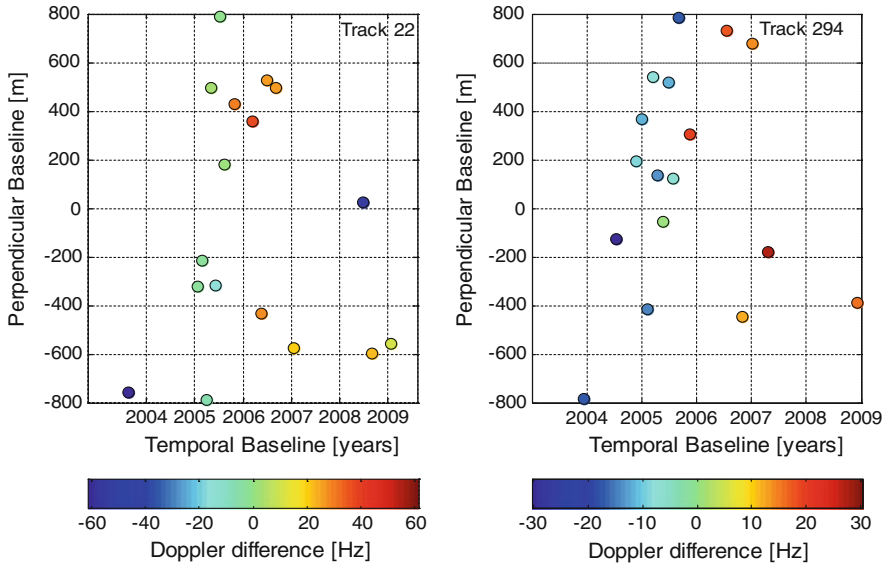 Track 22
800
600
400
200
0
-200
-400
-600
-800
Perpendicular Baseline [m]
2004 2005 2006 2007 2008 2009
Temporal Baseline [years]
-60 -40 -20 0 20 40 60
Doppler difference [Hz]
Track 294
800
600
400
200
0
-200
-400
-600
-800
Perpendicular Baseline [m]
2004 2005 2006 2007 2008 2009
Temporal Baseline [years]
-30 -20 -10 0 10 20 30
Doppler difference [Hz]